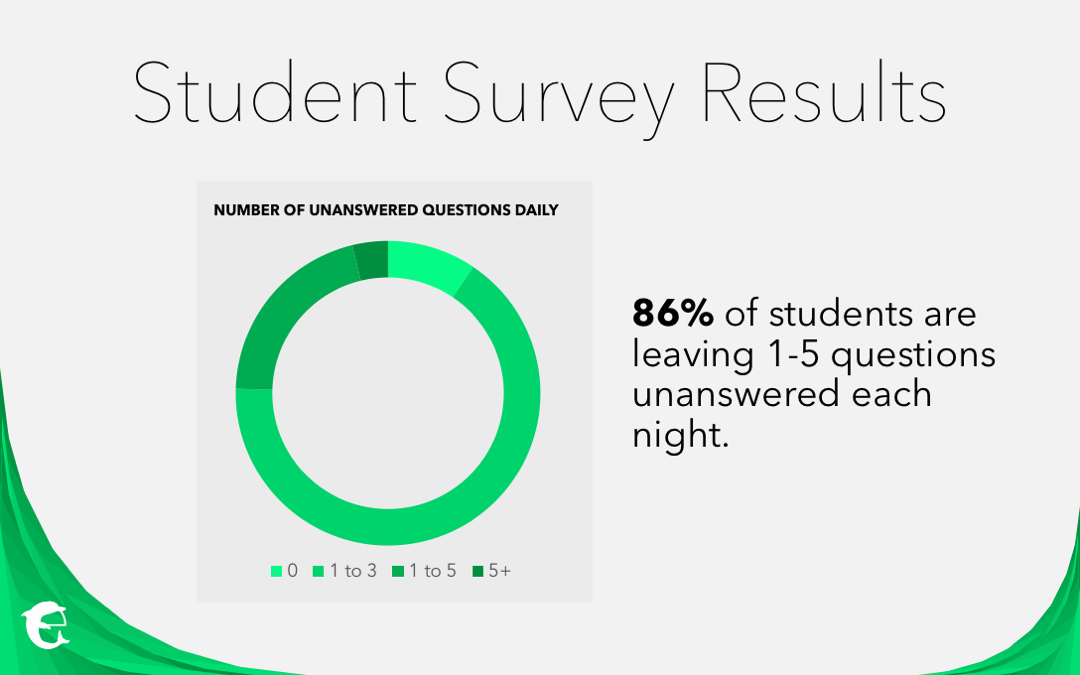 Student Survey Results
NUMBER OF UNANSWERED QUESTIONS DAILY
0 1 to 3 1 to 5 5+
86% of students are
leaving 1-5 questions
unanswered each
night.